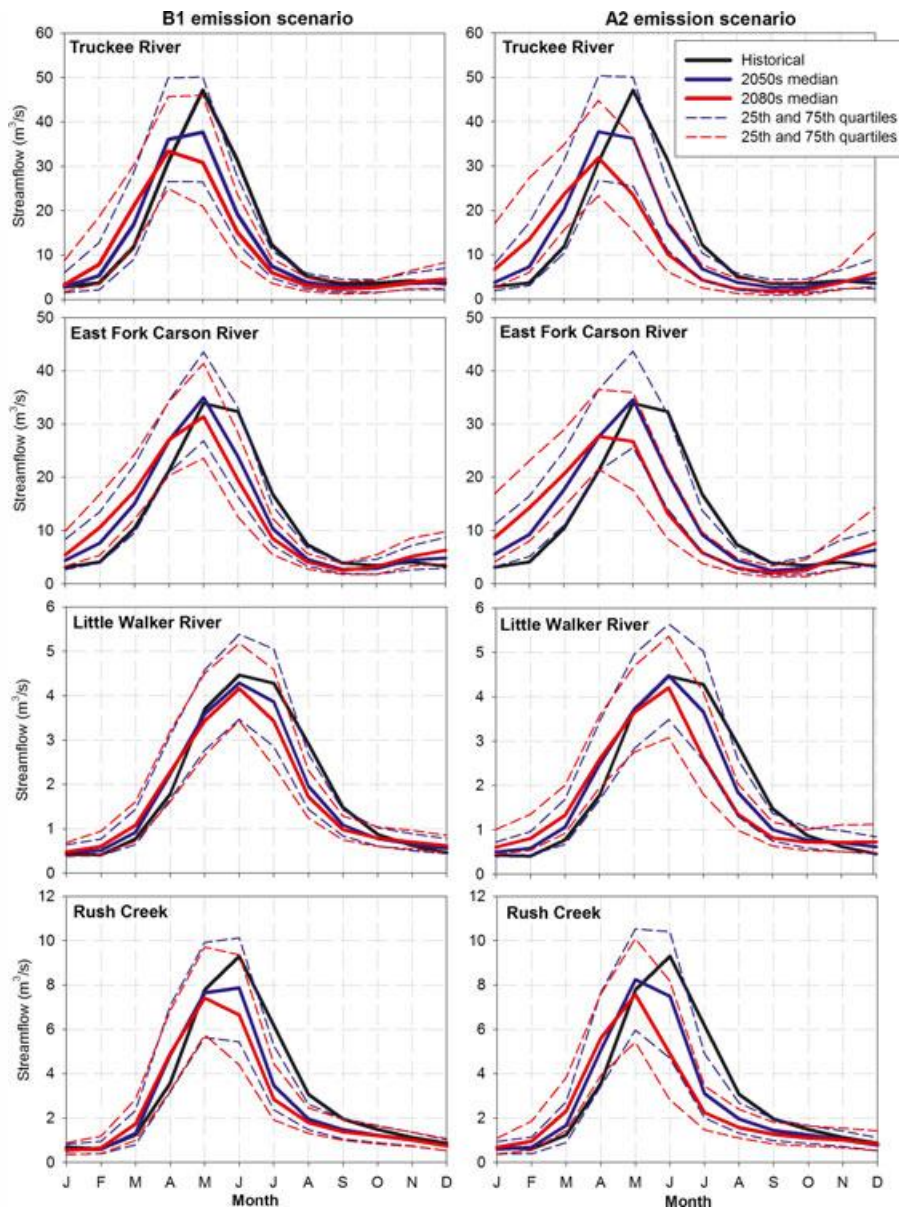 B1 emission scenario
A2 emission scenario
Truckee River
60
50
40
30
20
10
0
Streamflow (m³/s)
Truckee River
Historical
2050s median
2080s median
25th and 75th quartiles
25th and 75th quartiles
East Fork Carson River
50
40
30
20
10
0
Streamflow (m³/s)
East Fork Carson River
Little Walker River
6
5
4
3
2
1
0
Streamflow (m³/s)
Little Walker River
Rush Creek
12
10
8
6
4
2
0
Streamflow (m³/s)
Rush Creek
J F M A M J J A S O N D
Month
J F M A M J J A S O N D
Month